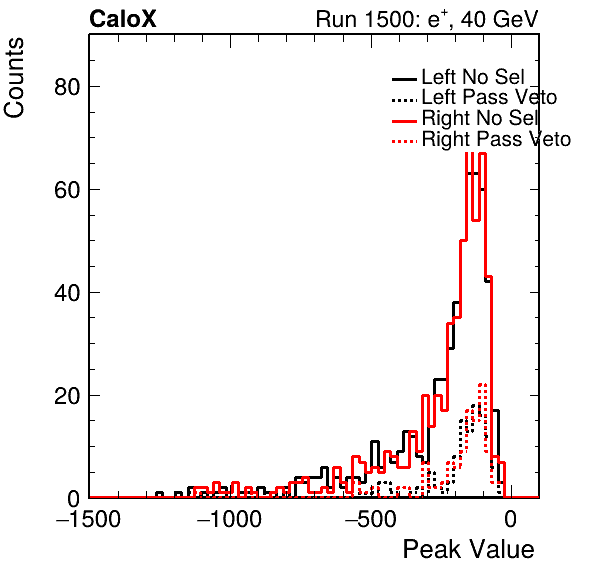 CaloX Run 1500: e+, 40 GeV
Counts
Left No Sel
Left Pass Veto
Right No Sel
Right Pass Veto
80
60
40
20
0
−1500 −1000 −500 0
Peak Value